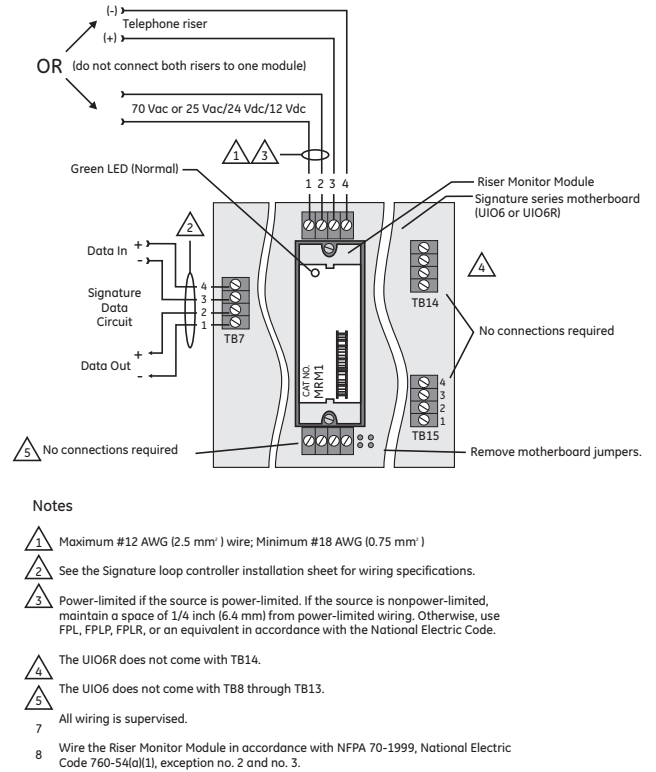 (-)
Telephone riser
(+)
OR (do not connect both risers to one module)
70 Vac or 25 Vac/24 Vdc/12 Vdc
1 3
Green LED (Normal)
1 2 3 4
Riser Monitor Module
Signature series motherboard
(UIO6 or UIO6R)
2
Data In + -
4
Signature
Data
Circuit
4
3
2
1
TB7
TB14
No connections required
Data Out + -
CAT NO.
MRM1
4
3
2
1
TB15
5 No connections required
Remove motherboard jumpers.
Notes
1 Maximum #12 AWG (2.5 mm²) wire; Minimum #18 AWG (0.75 mm²)
2 See the Signature loop controller installation sheet for wiring specifications.
3 Power-limited if the source is power-limited. If the source is nonpower-limited,
maintain a space of 1/4 inch (6.4 mm) from power-limited wiring. Otherwise, use
FPL, FPLP, FPLR, or an equivalent in accordance with the National Electric Code.
4 The UIO6R does not come with TB14.
5 The UIO6 does not come with TB8 through TB13.
7 All wiring is supervised.
8 Wire the Riser Monitor Module in accordance with NFPA 70-1999, National Electric
Code 760-54(a)(1), exception no. 2 and no. 3.